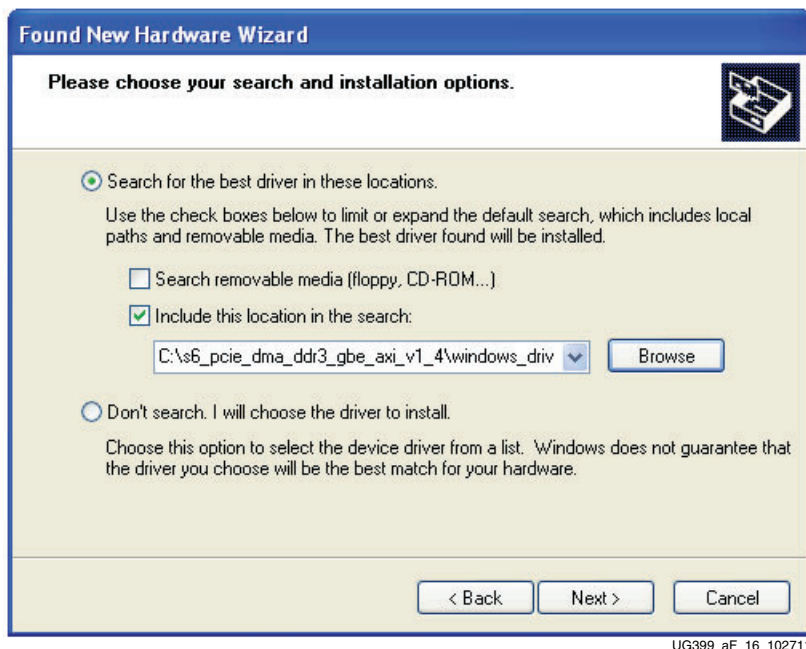 Found New Hardware Wizard
Please choose your search and installation options.
Search for the best driver in these locations.
Use the check boxes below to limit or expand the default search, which includes local
paths and removable media. The best driver found will be installed.
Search removable media (floppy, CD-ROM...)
Include this location in the search:
C:\s6_pcie_dma_ddr3_gbe_axi_v1_4\windows_driv
Browse
Don't search. I will choose the driver to install.
Choose this option to select the device driver from a list. Windows does not guarantee that
the driver you choose will be the best match for your hardware.
< Back Next > Cancel
UG399_aF_16_102711